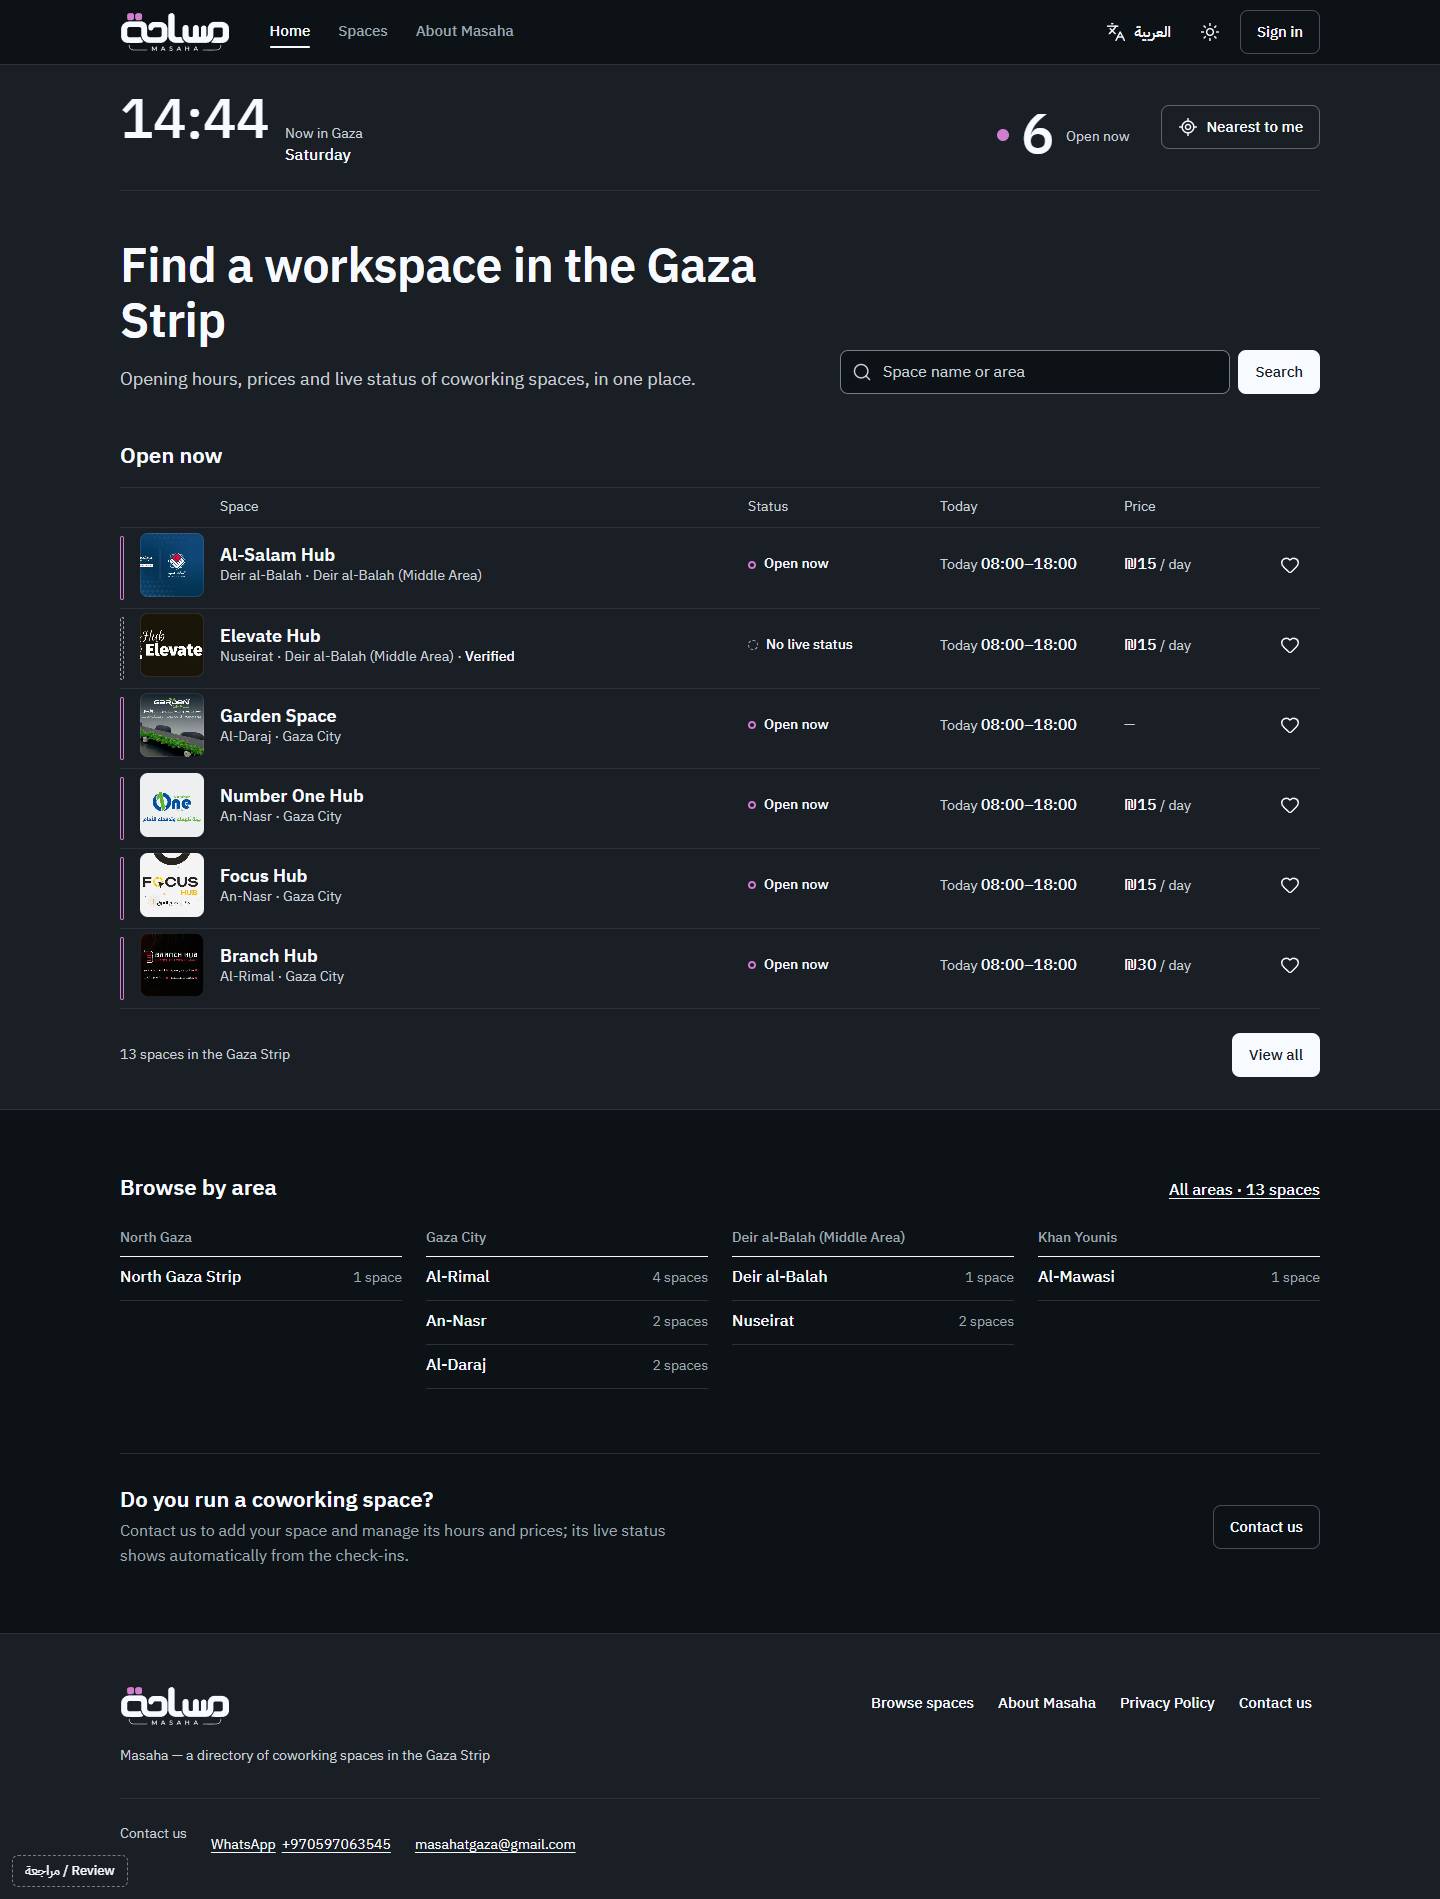 مساحة
MASAHA
Home
Spaces
About Masaha
العربية
Sign in
14:44
Now in Gaza
Saturday
6 Open now
Nearest to me
Find a workspace in the Gaza
Strip
Opening hours, prices and live status of coworking spaces, in one place.
Space name or area
Search
Open now
Space Status Today Price
Al-Salam Hub
Deir al-Balah · Deir al-Balah (Middle Area)
Open now
Today 08:00–18:00
₪15 / day
Hub
Elevate
Elevate Hub
Nuseirat · Deir al-Balah (Middle Area) · Verified
No live status
Today 08:00–18:00
₪15 / day
GARDEN
Garden Space
Al-Daraj · Gaza City
Open now
Today 08:00–18:00
—
One
Number One Hub
An-Nasr · Gaza City
Open now
Today 08:00–18:00
₪15 / day
FOCUS
HUB
Focus Hub
An-Nasr · Gaza City
Open now
Today 08:00–18:00
₪15 / day
BRANCH HUB
Branch Hub
Al-Rimal · Gaza City
Open now
Today 08:00–18:00
₪30 / day
13 spaces in the Gaza Strip
View all
Browse by area
All areas · 13 spaces
North Gaza
North Gaza Strip 1 space
Gaza City
Al-Rimal 4 spaces
An-Nasr 2 spaces
Al-Daraj 2 spaces
Deir al-Balah (Middle Area)
Deir al-Balah 1 space
Nuseirat 2 spaces
Khan Younis
Al-Mawasi 1 space
Do you run a coworking space?
Contact us to add your space and manage its hours and prices; its live status
shows automatically from the check-ins.
Contact us
مساحة
MASAHA
Browse spaces
About Masaha
Privacy Policy
Contact us
Masaha — a directory of coworking spaces in the Gaza Strip
Contact us
WhatsApp +970597063545
masahatgaza@gmail.com
مراجعة / Review